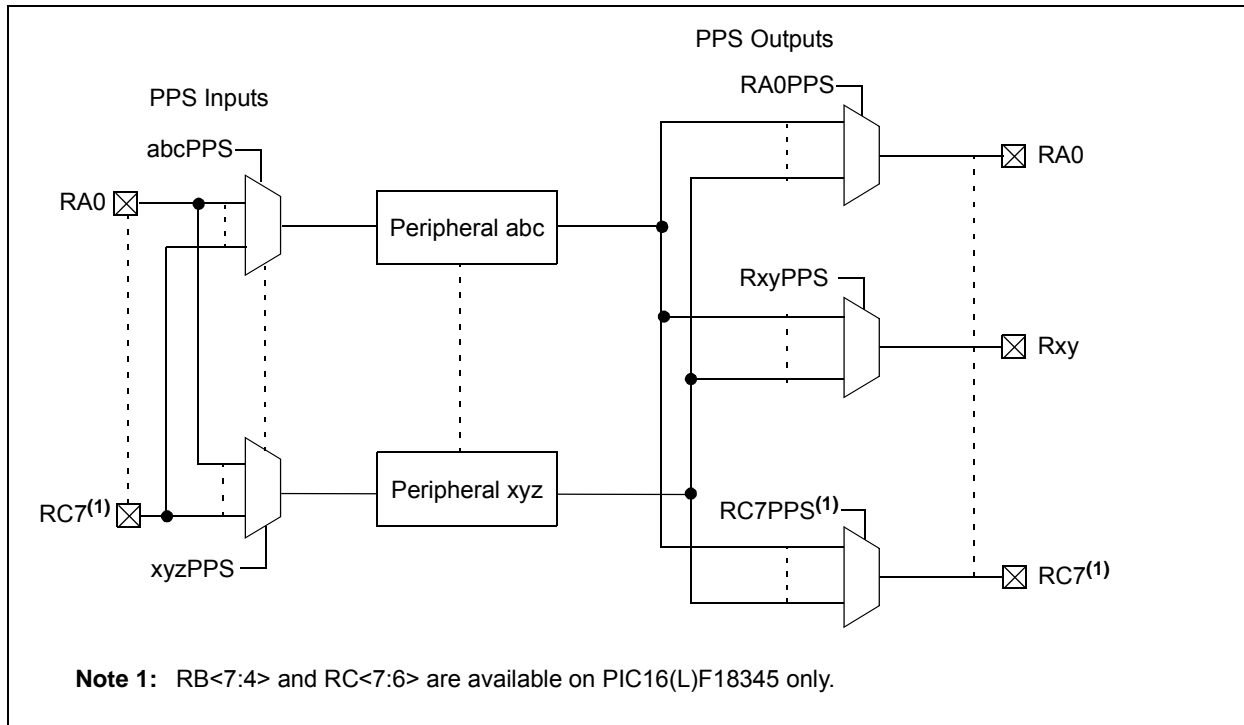 PPS Outputs
RA0PPS
PPS Inputs
abcPPS
RA0
RA0
Peripheral abc
RxyPPS
Rxy
Peripheral xyz
RC7(1)
RC7PPS(1)
xyzPPS
RC7(1)
Note 1: RB<7:4> and RC<7:6> are available on PIC16(L)F18345 only.